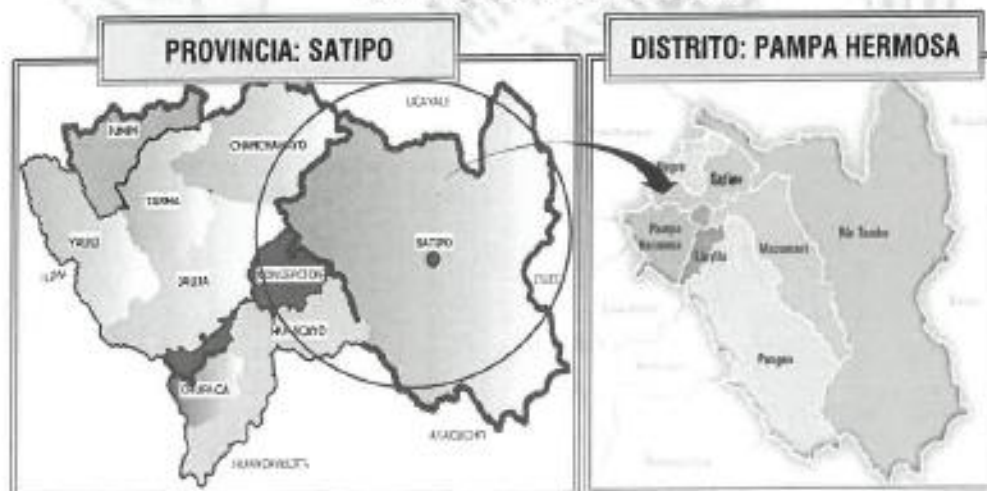 PROVINCIA: SATIPO
UCAYALI
JUNIN
CHANCHAMAYO
TARMA
YAULI
SATIPO
JAUJA
CONCEPCION
HUANCAYO
CHUPACA
AYACUCHO
DISTRITO: PAMPA HERMOSA
Satipo
Pampa
Hermosa
Llaylla
Mazamari
Río Tambo
Pangoa